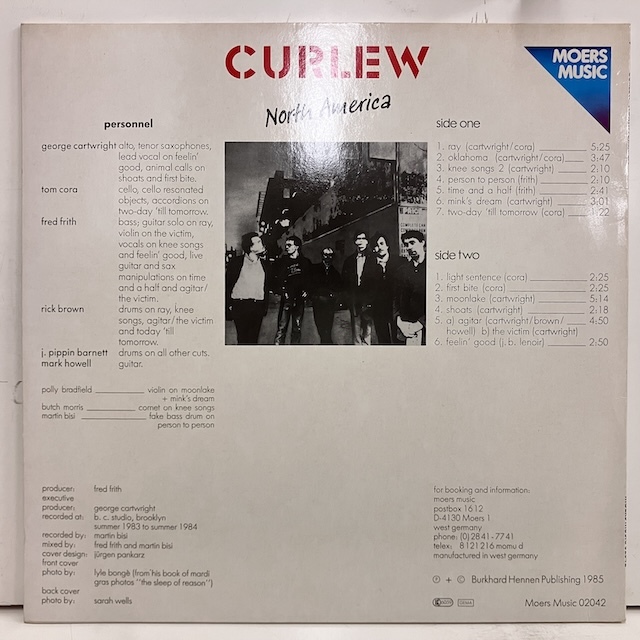 CURLEW
North America
MOERS
MUSIC
personnel
george cartwright alto, tenor saxophones,
lead vocal on feelin'
good, animal calls on
shoats and first bite.
tom cora cello, cello resonated
objects, accordions on
two-day 'till tomorrow.
fred frith bass; guitar solo on ray,
violin on the victim,
vocals on knee songs
and feelin' good, live
guitar and sax
manipulations on time
and a half and agitar/
the victim.
rick brown drums on ray, knee
songs, agitar/the victim
and today 'till
tomorrow.
j. pippin barnett drums on all other cuts.
mark howell guitar.
polly bradfield violin on moonlake
+ mink's dream
butch morris cornet on knee songs
martin bisi fake bass drum on
person to person
side one
1. ray (cartwright/cora) 5:25
2. oklahoma (cartwright/cora) 3:47
3. knee songs 2 (cartwright) 2:10
4. person to person (frith) 2:10
5. time and a half (frith) 2:41
6. mink's dream (cartwright) 3:01
7. two-day 'till tomorrow (cora) 1:22
side two
1. light sentence (cora) 2:25
2. first bite (cora) 2:25
3. moonlake (cartwright) 5:14
4. shoats (cartwright) 2:18
5. a) agitar (cartwright/brown/ 4:50
howell) b) the victim (cartwright)
6. feelin' good (j. b. lenoir) 2:50
producer: fred frith
executive
producer: george cartwright
recorded at: b. c. studio, brooklyn
summer 1983 to summer 1984
recorded by: martin bisi
mixed by: fred frith and martin bisi
cover design: jürgen pankarz
front cover
photo by: lyle bangè (from his book of mardi
gras photos "the sleep of reason")
back cover
photo by: sarah wells
for booking and information:
moers music
postbox 1612
D-4130 Moers 1
west germany
phone: (0) 28 41 - 77 41
telex: 8 121 216 momu d
manufactured in west germany
℗ + © Burkhard Hennen Publishing 1985
GEMA
Moers Music 02042